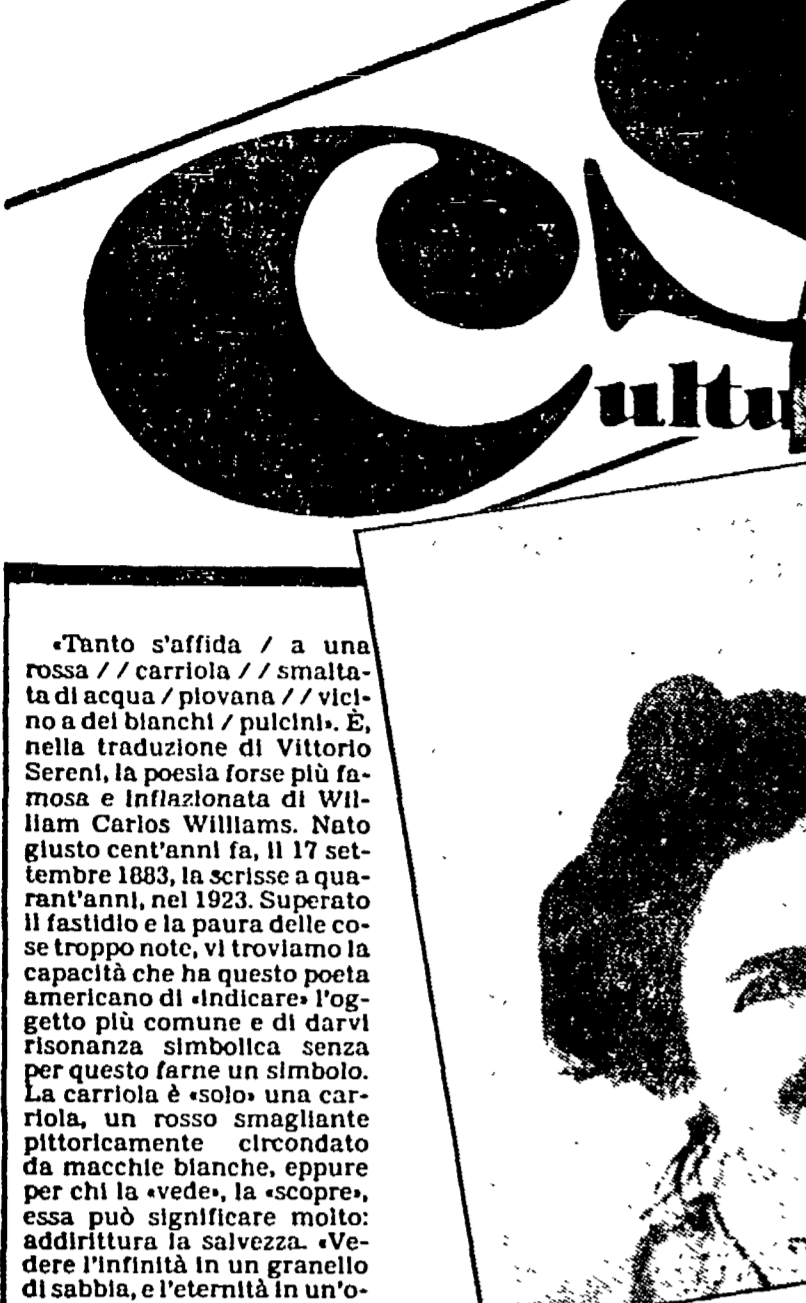 Cultu
«Tanto s'affida / a una
rossa / / carriola / / smalta-
ta di acqua / piovana / / vici-
no a dei bianchi / pulcini». È,
nella traduzione di Vittorio
Sereni, la poesia forse più fa-
mosa e inflazionata di Wil-
liam Carlos Williams. Nato
giusto cent'anni fa, il 17 set-
tembre 1883, la scrisse a qua-
rant'anni, nel 1923. Superato
il fastidio e la paura delle co-
se troppo note, vi troviamo la
capacità che ha questo poeta
americano di «indicare» l'og-
getto più comune e di darvi
risonanza simbolica senza
per questo farne un simbolo.
La carriola è «solo» una car-
riola, un rosso smagliante
pittoricamente circondato
da macchie bianche, eppure
per chi la «vede», la «scopre»,
essa può significare molto:
addirittura la salvezza. «Ve-
dere l'infinità in un granello
di sabbia, e l'eternità in un'o-